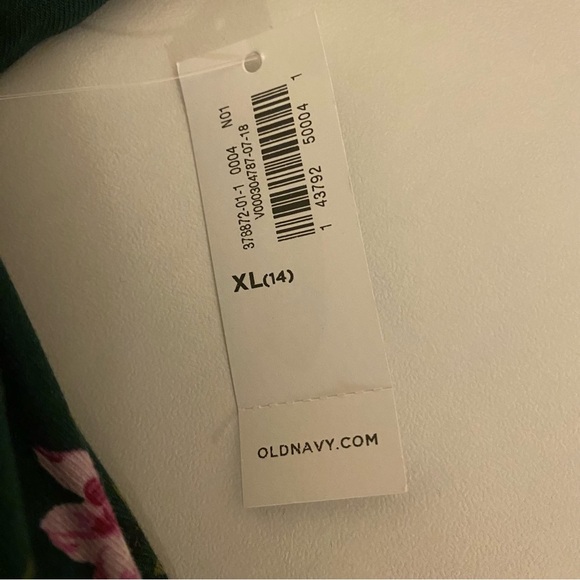 378872-01-1 0004 N01
V000304787-07-18
1 43792 50004 1
XL(14)
OLDNAVY.COM